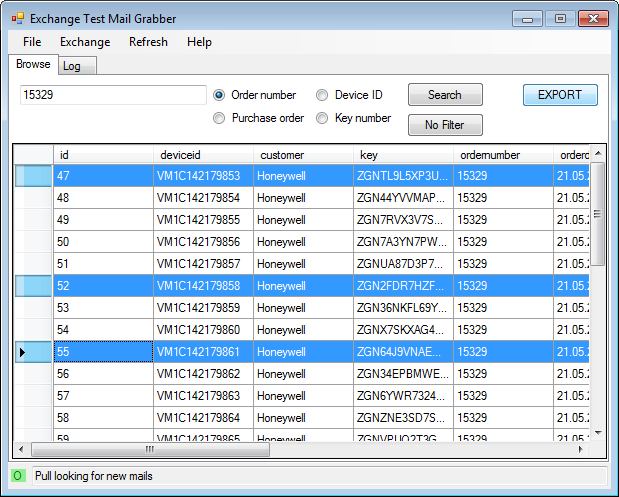 Exchange Test Mail Grabber
File Exchange Refresh Help
Browse Log
15329 Order number Device ID Search EXPORT
Purchase order Key number No Filter
id deviceid customer key ordernumber orderd
47 VM1C142179853 Honeywell ZGNTL9L5XP3U... 15329 21.05.2
48 VM1C142179854 Honeywell ZGN44YVVMAP... 15329 21.05.2
49 VM1C142179855 Honeywell ZGN7RVX3V7S... 15329 21.05.2
50 VM1C142179856 Honeywell ZGN7A3YN7PW... 15329 21.05.2
51 VM1C142179857 Honeywell ZGNUA87D3P7... 15329 21.05.2
52 VM1C142179858 Honeywell ZGN2FDR7HZF... 15329 21.05.2
53 VM1C142179859 Honeywell ZGN36NKFL69Y... 15329 21.05.2
54 VM1C142179860 Honeywell ZGNX7SKXAG4... 15329 21.05.2
55 VM1C142179861 Honeywell ZGN64J9VNAE... 15329 21.05.2
56 VM1C142179862 Honeywell ZGN34EPBMWE... 15329 21.05.2
57 VM1C142179863 Honeywell ZGN6YWR7324... 15329 21.05.2
58 VM1C142179864 Honeywell ZGNZNE3SD7S... 15329 21.05.2
59 VM1C142179865 Honeywell ZGNVPUQ2T3G 15329 21.05.2
O Pull looking for new mails